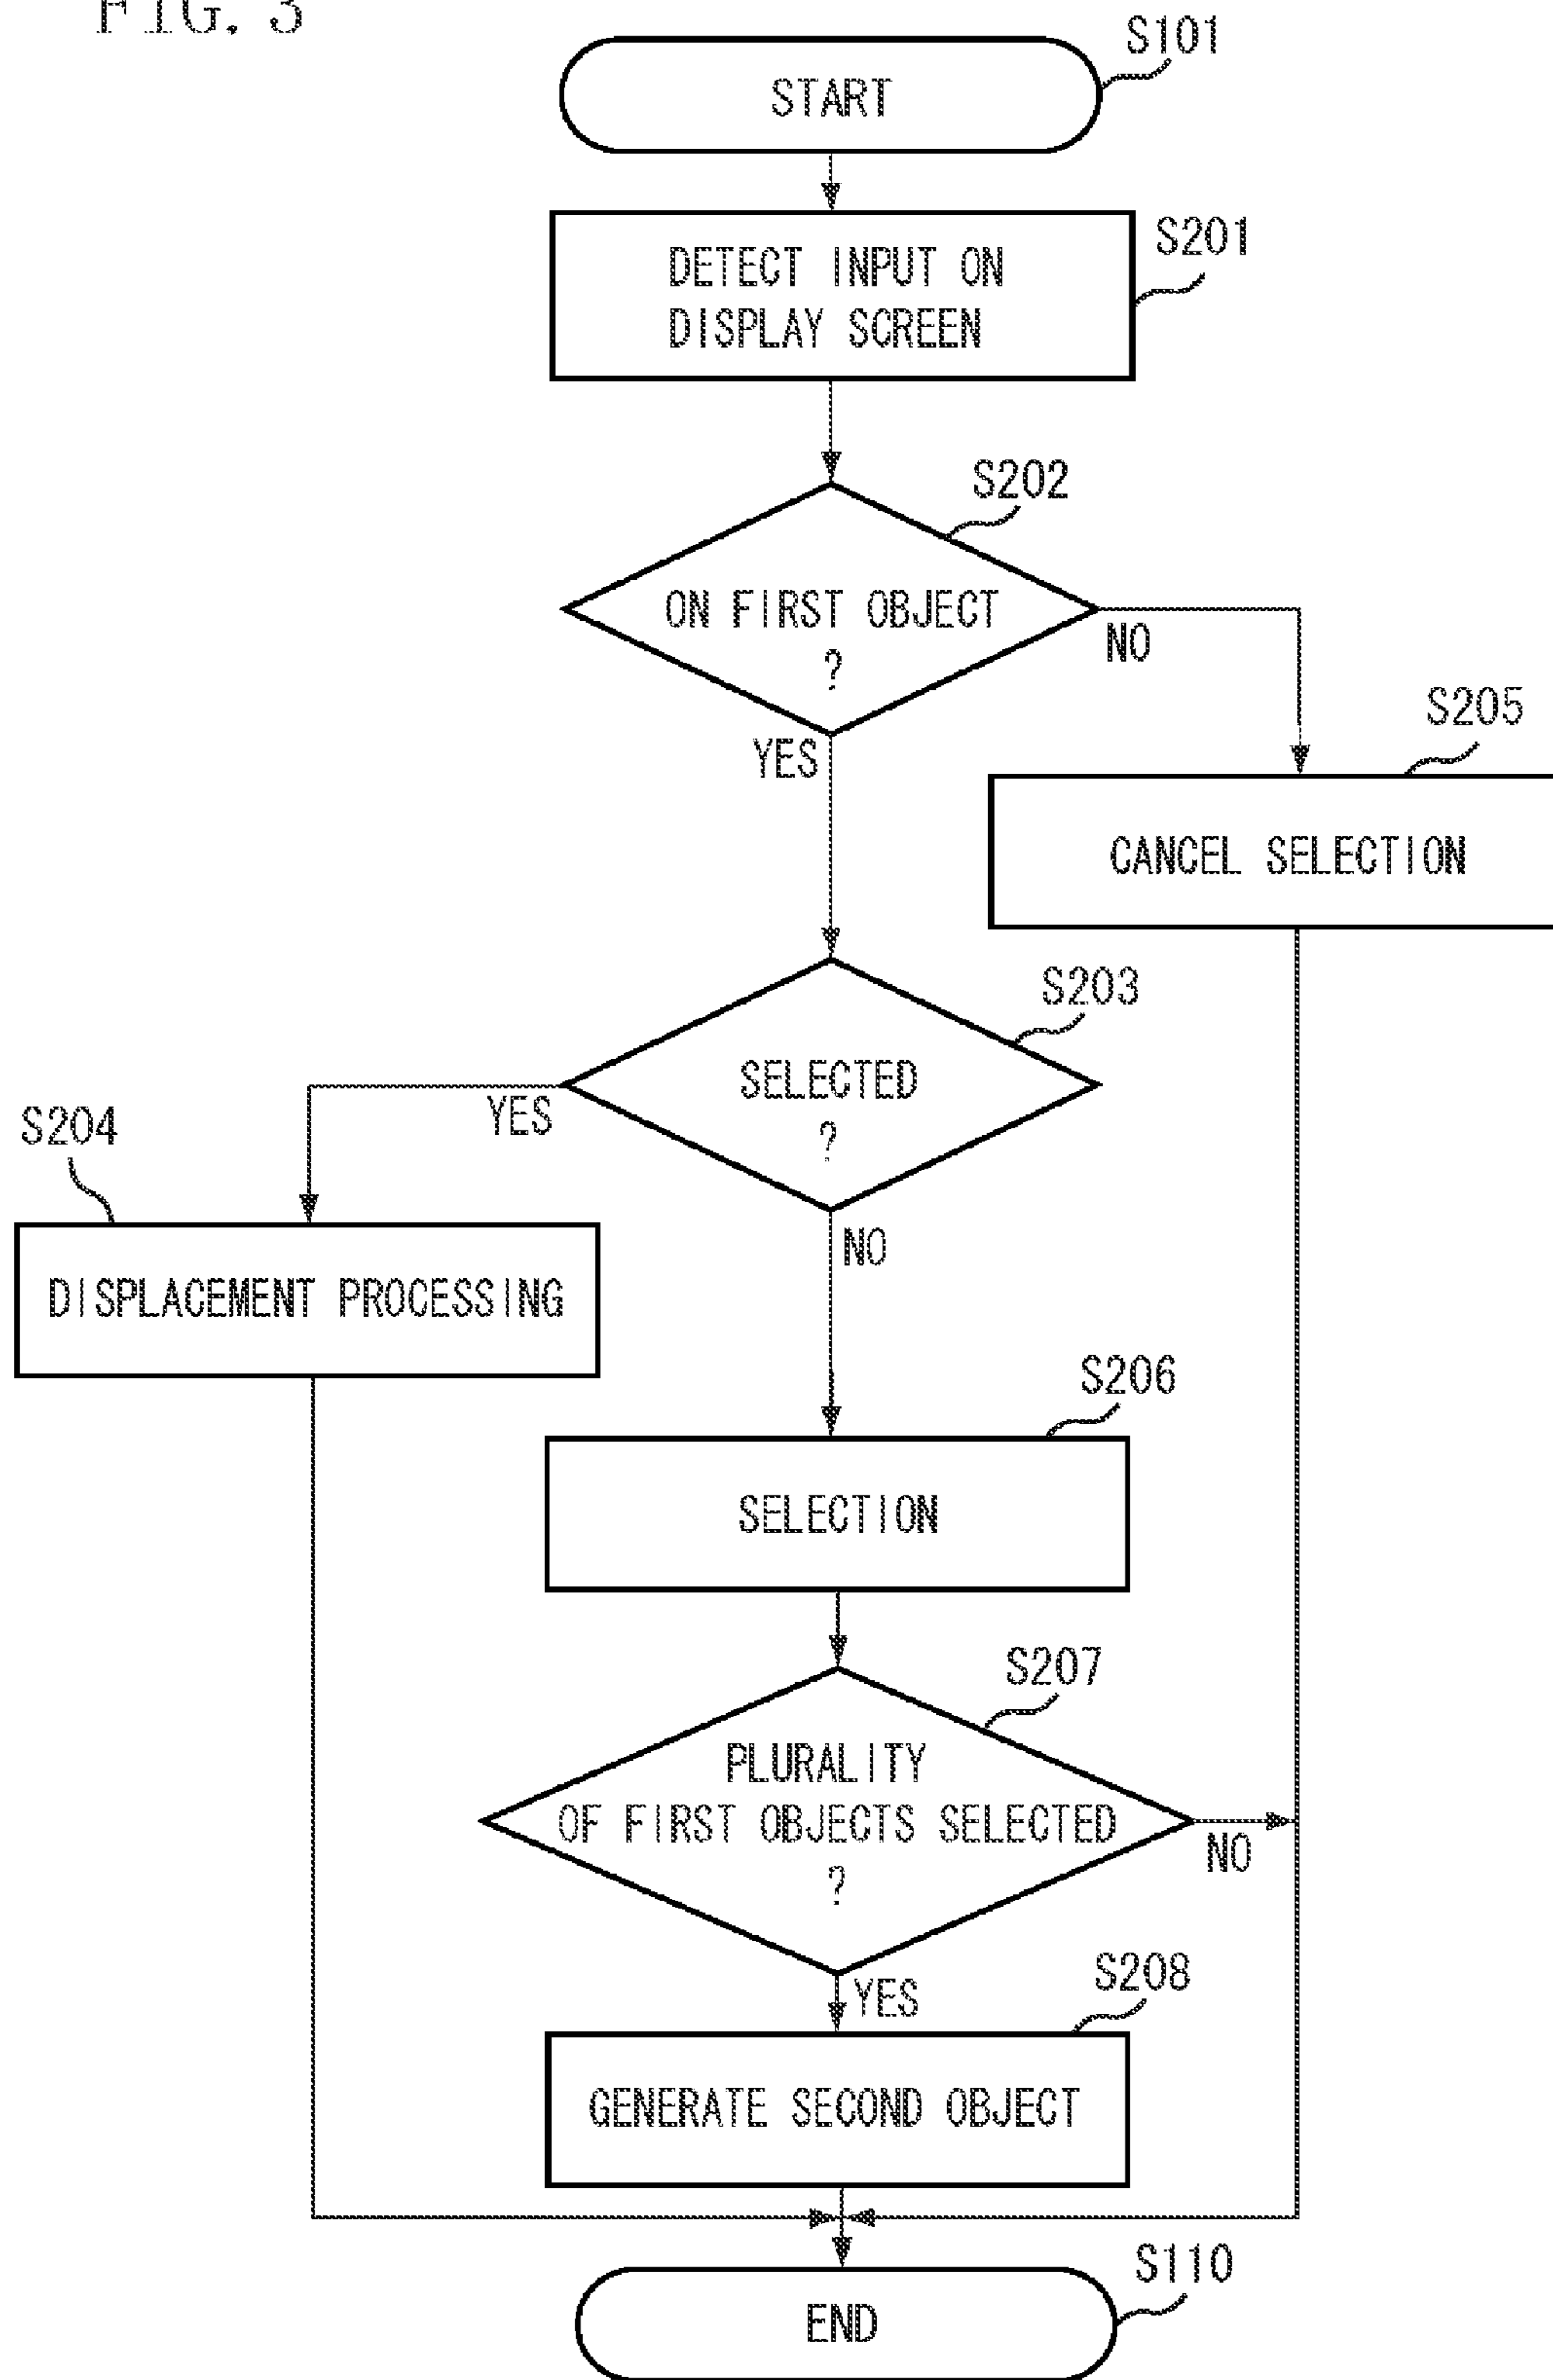 FIG. 3
S101
START
S201
DETECT INPUT ON
DISPLAY SCREEN
S202
ON FIRST OBJECT
?
NO
YES
S205
CANCEL SELECTION
S203
SELECTED
?
YES
NO
S204
DISPLACEMENT PROCESSING
S206
SELECTION
S207
PLURALITY
OF FIRST OBJECTS SELECTED
?
NO
YES
S208
GENERATE SECOND OBJECT
S110
END